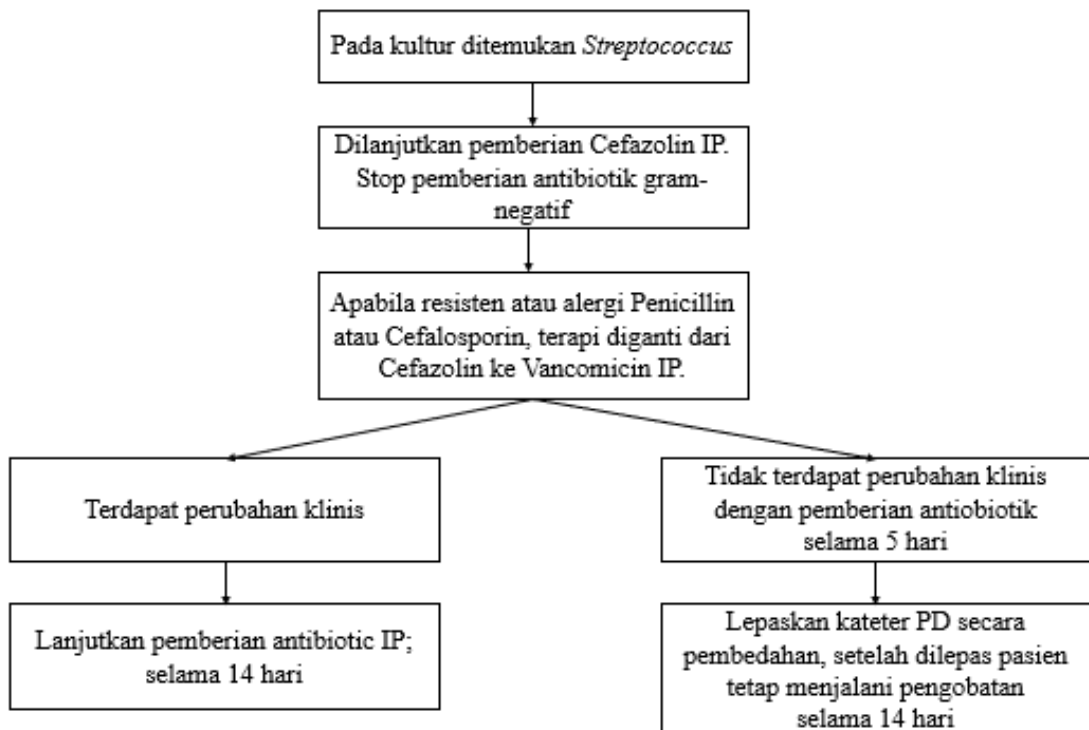 Pada kultur ditemukan Streptococcus
Dilanjutkan pemberian Cefazolin IP.
Stop pemberian antibiotik gram-
negatif
Apabila resisten atau alergi Penicillin
atau Cefalosporin, terapi diganti dari
Cefazolin ke Vancomicin IP.
Terdapat perubahan klinis
Tidak terdapat perubahan klinis
dengan pemberian antiobiotik
selama 5 hari
Lanjutkan pemberian antibiotic IP;
selama 14 hari
Lepaskan kateter PD secara
pembedahan, setelah dilepas pasien
tetap menjalani pengobatan
selama 14 hari